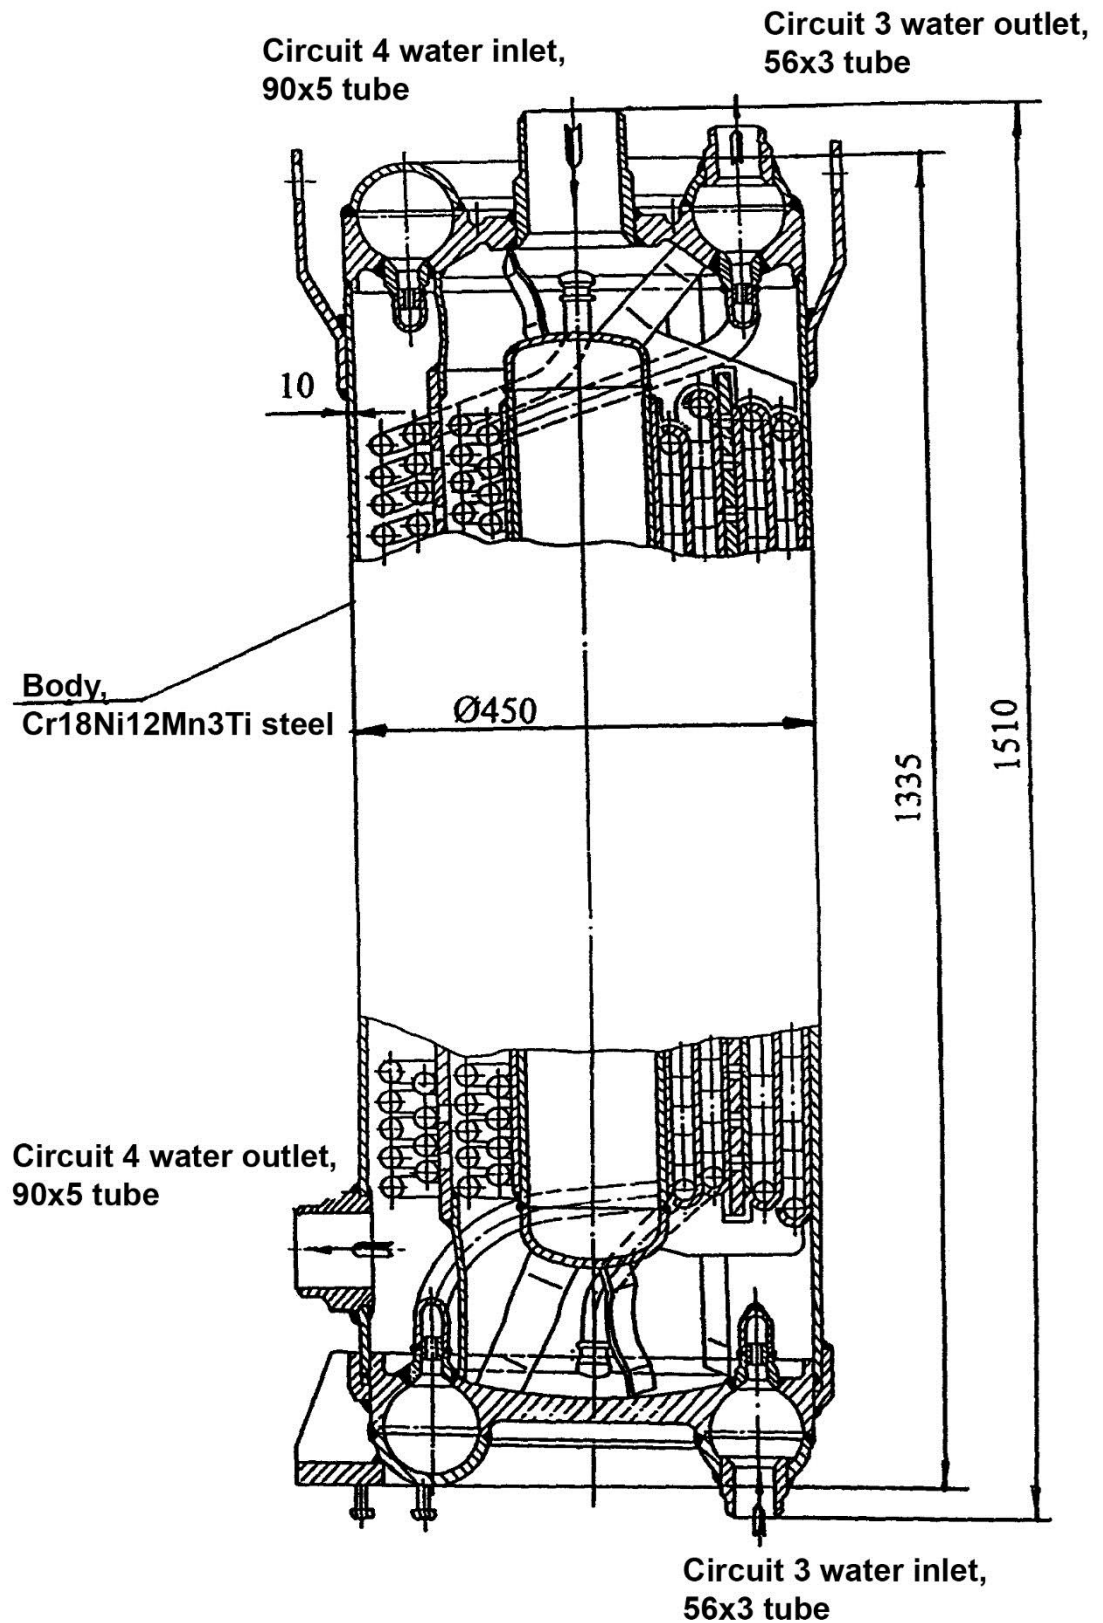 Circuit 3 water outlet,
56x3 tube
Circuit 4 water inlet,
90x5 tube
10
Body,
Cr18Ni12Mn3Ti steel
Ø450
1335
1510
Circuit 4 water outlet,
90x5 tube
Circuit 3 water inlet,
56x3 tube